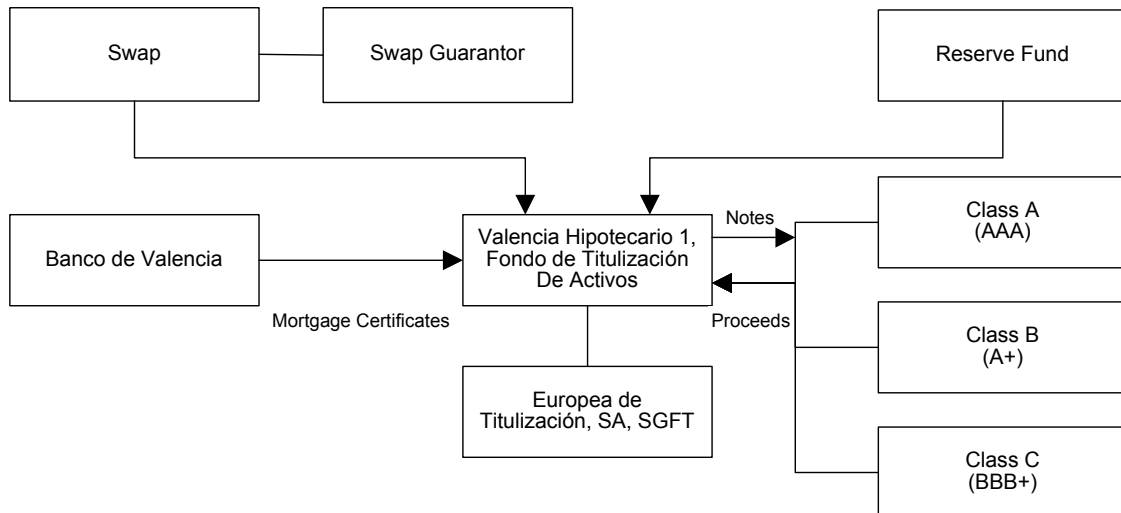 Swap
Swap Guarantor
Reserve Fund
Banco de Valencia
Mortgage Certificates
Valencia Hipotecario 1,
Fondo de Titulización
De Activos
Notes
Proceeds
Class A
(AAA)
Class B
(A+)
Europea de
Titulización, SA, SGFT
Class C
(BBB+)